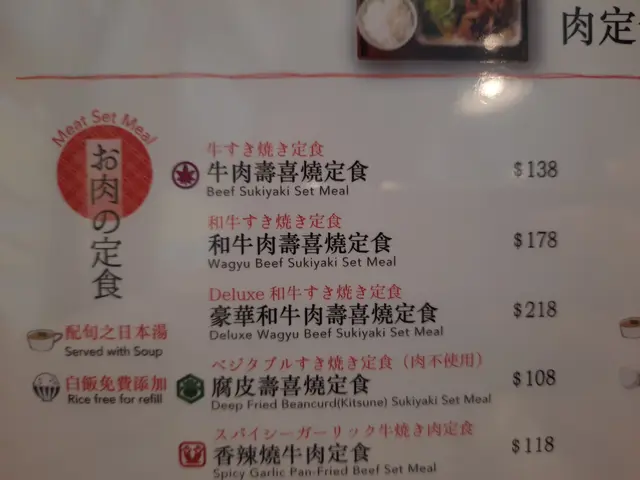 肉定
Meat Set Meal
お肉の定食
牛すき焼き定食
牛肉壽喜燒定食 $138
Beef Sukiyaki Set Meal
和牛すき焼き定食
和牛肉壽喜燒定食 $178
Wagyu Beef Sukiyaki Set Meal
Deluxe 和牛すき焼き定食
豪華和牛肉壽喜燒定食 $218
Deluxe Wagyu Beef Sukiyaki Set Meal
配旬之日本湯
Served with Soup
白飯免費添加
Rice free for refill
ベジタブルすき焼き定食（肉不使用）
腐皮壽喜燒定食 $108
Deep Fried Beancurd(Kitsune) Sukiyaki Set Meal
スパイシーガーリック牛焼き肉定食
香辣燒牛肉定食 $118
Spicy Garlic Pan-Fried Beef Set Meal